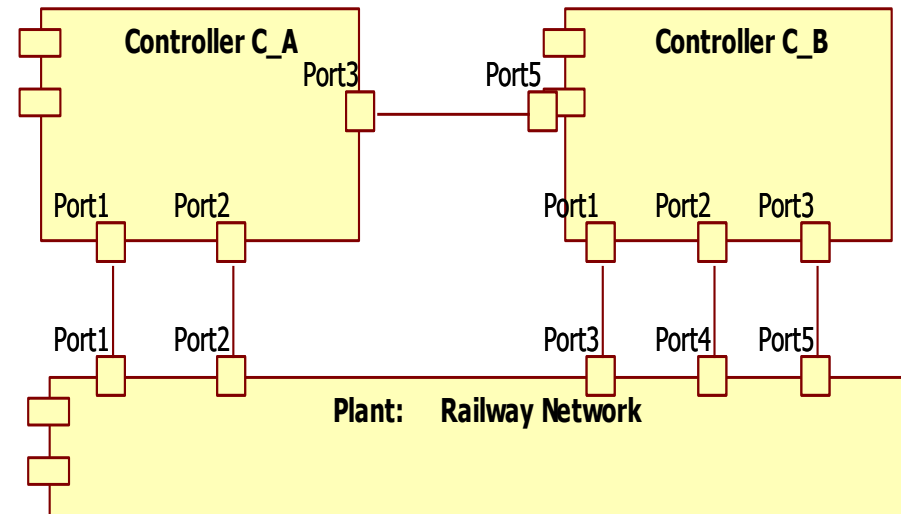 Controller C_A
Controller C_B
Port3
Port5
Port1
Port2
Port1
Port2
Port3
Port1
Port2
Port3
Port4
Port5
Plant: Railway Network